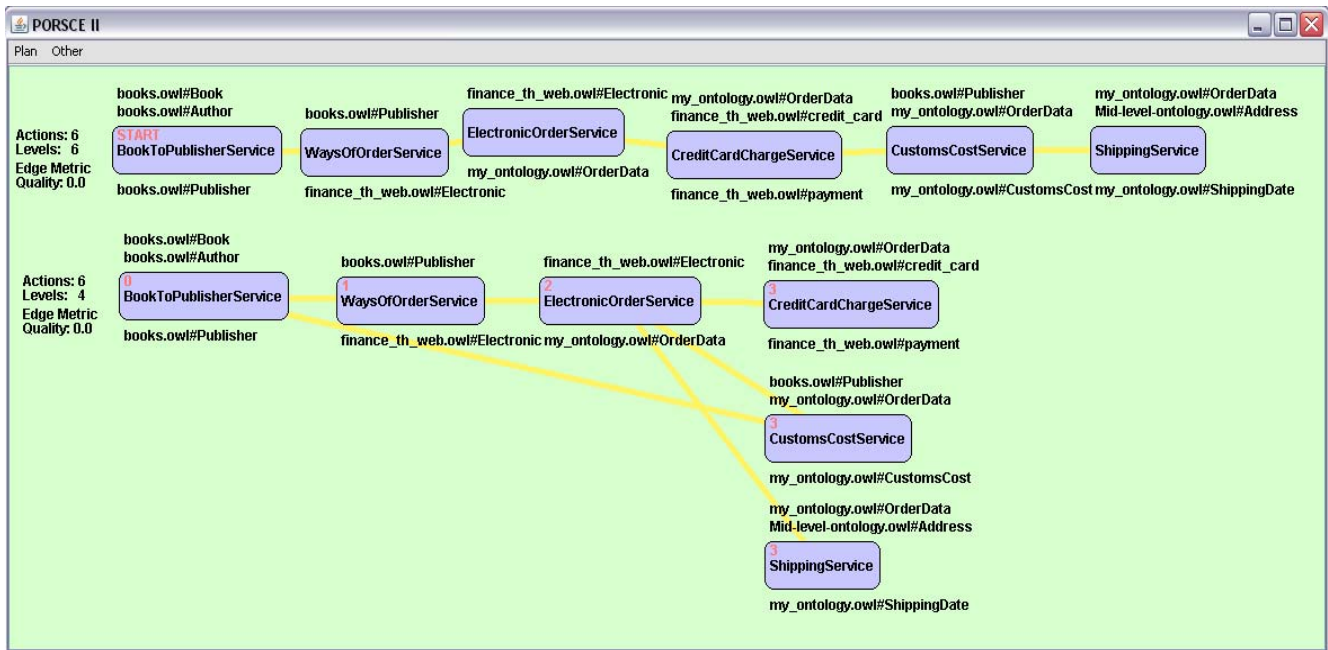 PORSCE II
Plan Other
Actions: 6
Levels: 6
Edge Metric
Quality: 0.0
books.owl#Book
books.owl#Author
START
BookToPublisherService
books.owl#Publisher
books.owl#Publisher
WaysOfOrderService
finance_th_web.owl#Electronic
finance_th_web.owl#Electronic
ElectronicOrderService
my_ontology.owl#OrderData
my_ontology.owl#OrderData
finance_th_web.owl#credit_card
CreditCardChargeService
finance_th_web.owl#payment
books.owl#Publisher
my_ontology.owl#OrderData
CustomsCostService
my_ontology.owl#CustomsCost
my_ontology.owl#OrderData
Mid-level-ontology.owl#Address
ShippingService
my_ontology.owl#ShippingDate
Actions: 6
Levels: 4
Edge Metric
Quality: 0.0
books.owl#Book
books.owl#Author
0
BookToPublisherService
books.owl#Publisher
books.owl#Publisher
1
WaysOfOrderService
finance_th_web.owl#Electronic
finance_th_web.owl#Electronic
2
ElectronicOrderService
my_ontology.owl#OrderData
my_ontology.owl#OrderData
finance_th_web.owl#credit_card
3
CreditCardChargeService
finance_th_web.owl#payment
books.owl#Publisher
my_ontology.owl#OrderData
3
CustomsCostService
my_ontology.owl#CustomsCost
my_ontology.owl#OrderData
Mid-level-ontology.owl#Address
3
ShippingService
my_ontology.owl#ShippingDate